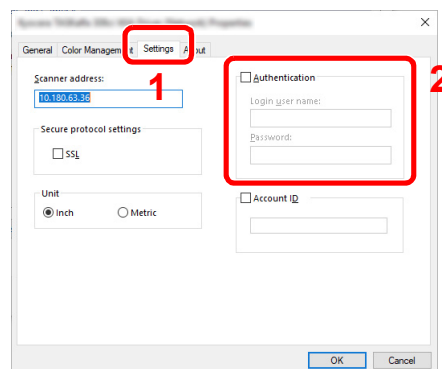 General Color Management Settings About
1
Scanner address:
10.180.63.36
Secure protocol settings
SSL
Unit
Inch Metric
2
Authentication
Login user name:
Password:
Account ID
OK Cancel